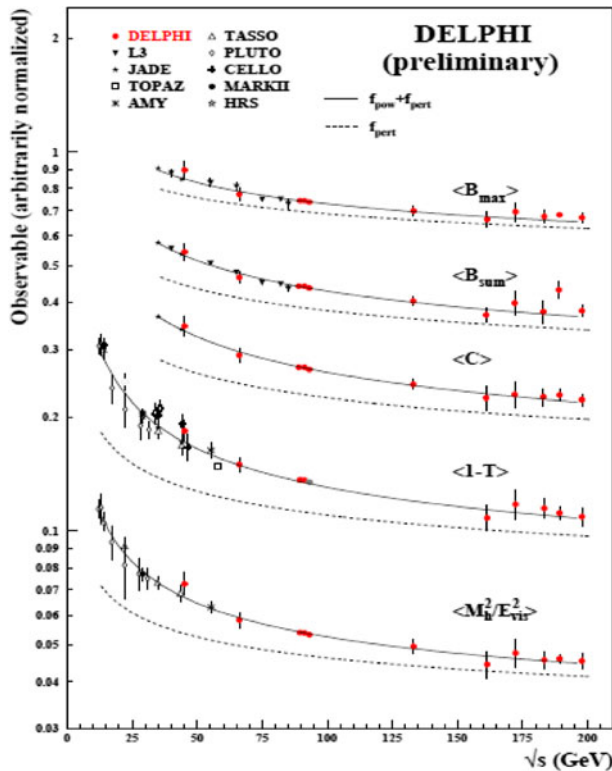 DELPHI
(preliminary)
DELPHI
L3
JADE
TOPAZ
AMY
TASSO
PLUTO
CELLO
MARKII
HRS
f_pow+f_pert
f_pert
Observable (arbitrarily normalized)
2
1
0.9
0.8
0.7
0.6
0.5
0.4
0.3
0.2
0.1
0.09
0.08
0.07
0.06
0.05
0.04
0.03
<B_max>
<B_sum>
<C>
<1-T>
<M_h^2/E_vis^2>
0 25 50 75 100 125 150 175 200
√s (GeV)